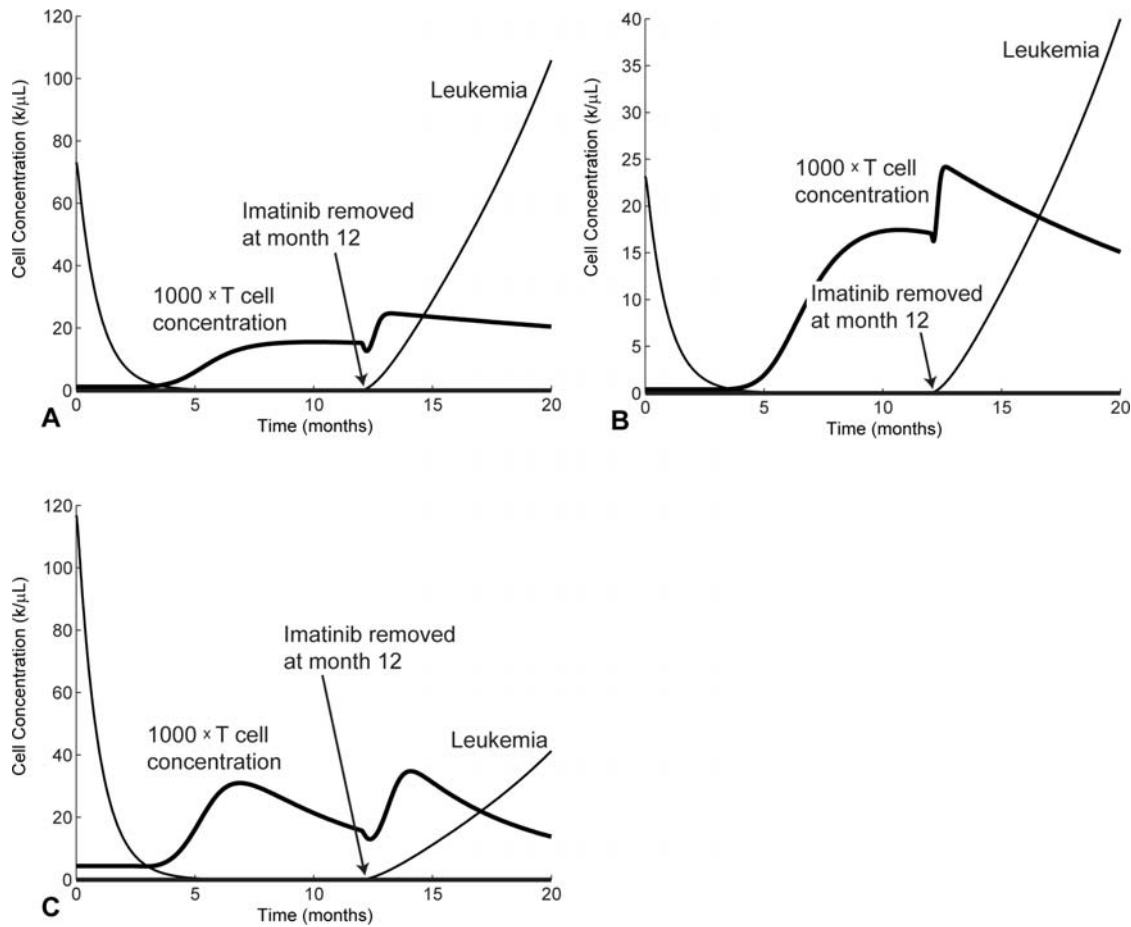 120
100
80
60
40
20
0
Cell Concentration (k/μL)
Leukemia
Imatinib removed
at month 12
1000 x T cell
concentration
0 5 10 15 20
Time (months)
A
40
35
30
25
20
15
10
5
0
Cell Concentration (k/μL)
Leukemia
1000 x T cell
concentration
Imatinib removed
at month 12
0 5 10 15 20
Time (months)
B
120
100
80
60
40
20
0
Cell Concentration (k/μL)
Imatinib removed
at month 12
1000 x T cell
concentration
Leukemia
0 5 10 15 20
Time (months)
C